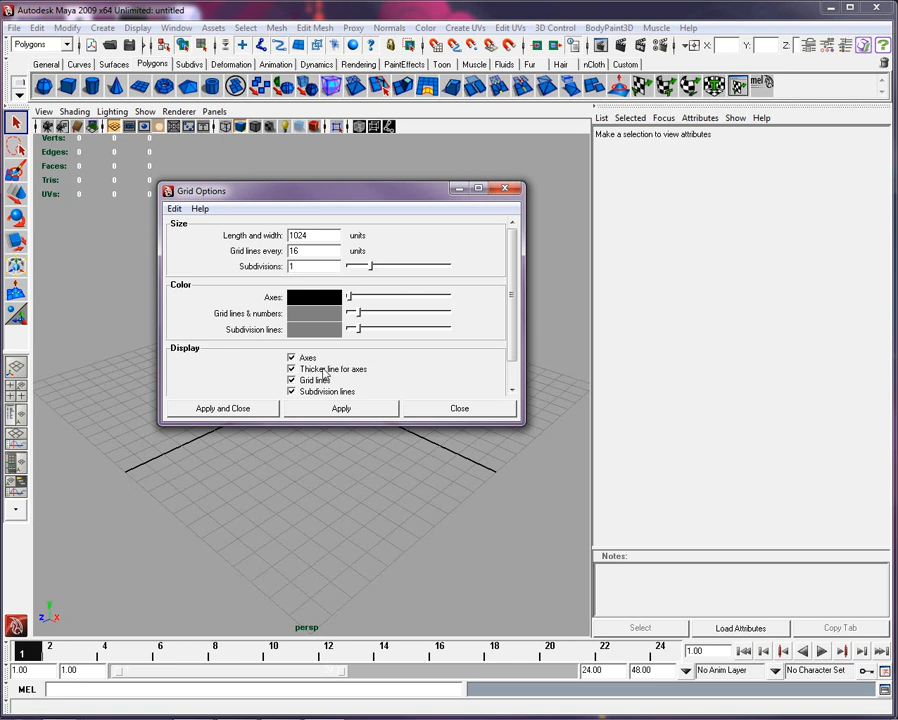 Autodesk Maya 2009 x64 Unlimited: untitled
File Edit Modify Create Display Window Assets Select Mesh Edit Mesh Proxy Normals Color Create UVs Edit UVs 3D Control BodyPaint3D Muscle Help
Polygons X: Y: Z:
General Curves Surfaces Polygons Subdivs Deformation Animation Dynamics Rendering PaintEffects Toon Muscle Fluids Fur Hair nCloth Custom
mel
View Shading Lighting Show Renderer Panels
List Selected Focus Attributes Show Help
Make a selection to view attributes
Verts: 0 0 0
Edges: 0 0 0
Faces: 0 0 0
Tris: 0 0 0
UVs: 0 0 0
Grid Options
Edit Help
Size
Length and width: 1024 units
Grid lines every: 16 units
Subdivisions: 1
Color
Axes:
Grid lines & numbers:
Subdivision lines:
Display
Axes
Thicker line for axes
Grid lines
Subdivision lines
Apply and Close Apply Close
Notes:
y
z x
persp
Select Load Attributes Copy Tab
1 2 4 6 8 10 12 14 16 18 20 22 24 1.00
1.00 1.00 24.00 48.00 No Anim Layer No Character Set
MEL